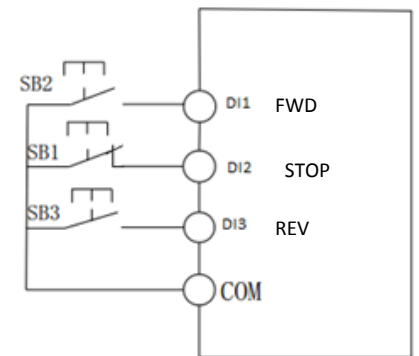 SB2
DI1 FWD
SB1
DI2 STOP
SB3
DI3 REV
COM